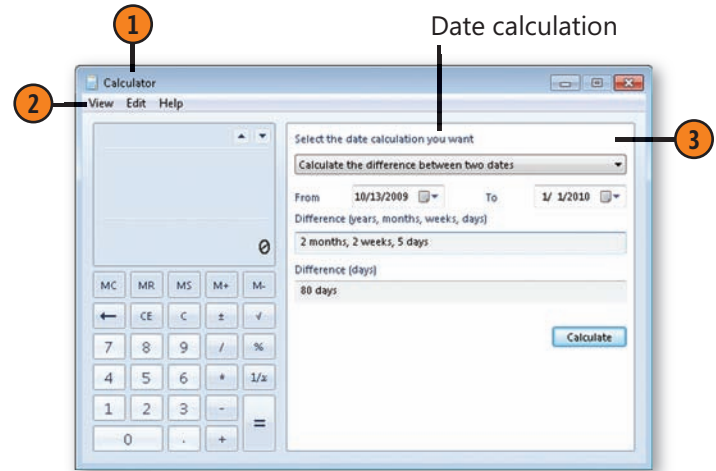 1
Date calculation
Calculator
2
View Edit Help
3
Select the date calculation you want
Calculate the difference between two dates
From 10/13/2009 To 1/ 1/2010
Difference (years, months, weeks, days)
2 months, 2 weeks, 5 days
0
Difference (days)
80 days
MC MR MS M+ M-
← CE C ± √
Calculate
7 8 9 / %
4 5 6 * 1/x
1 2 3 - =
0 . +